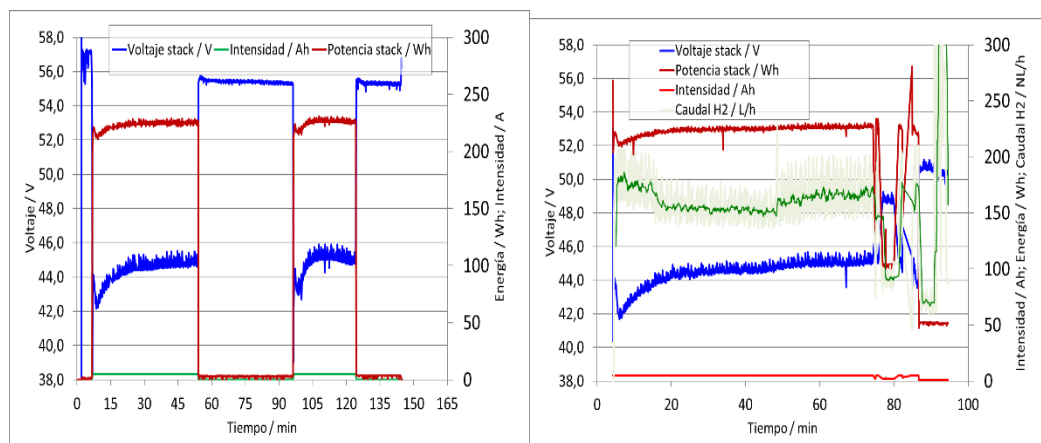 Voltaje stack / V Intensidad / Ah Potencia stack / Wh
58,0
56,0
54,0
52,0
50,0
48,0
46,0
44,0
42,0
40,0
38,0
Voltaje / V
300
250
200
150
100
50
0
Energía / Wh; Intensidad / A
0 15 30 45 60 75 90 105 120 135 150 165
Tiempo / min
Voltaje stack / V
Potencia stack / Wh
Intensidad / Ah
Caudal H2 / L/h
58,0
56,0
54,0
52,0
50,0
48,0
46,0
44,0
42,0
40,0
38,0
Voltaje / V
300
250
200
150
100
50
0
Intensidad / Ah; Energía / Wh; Caudal H2 / NL/h
0 20 40 60 80 100
Tiempo / min